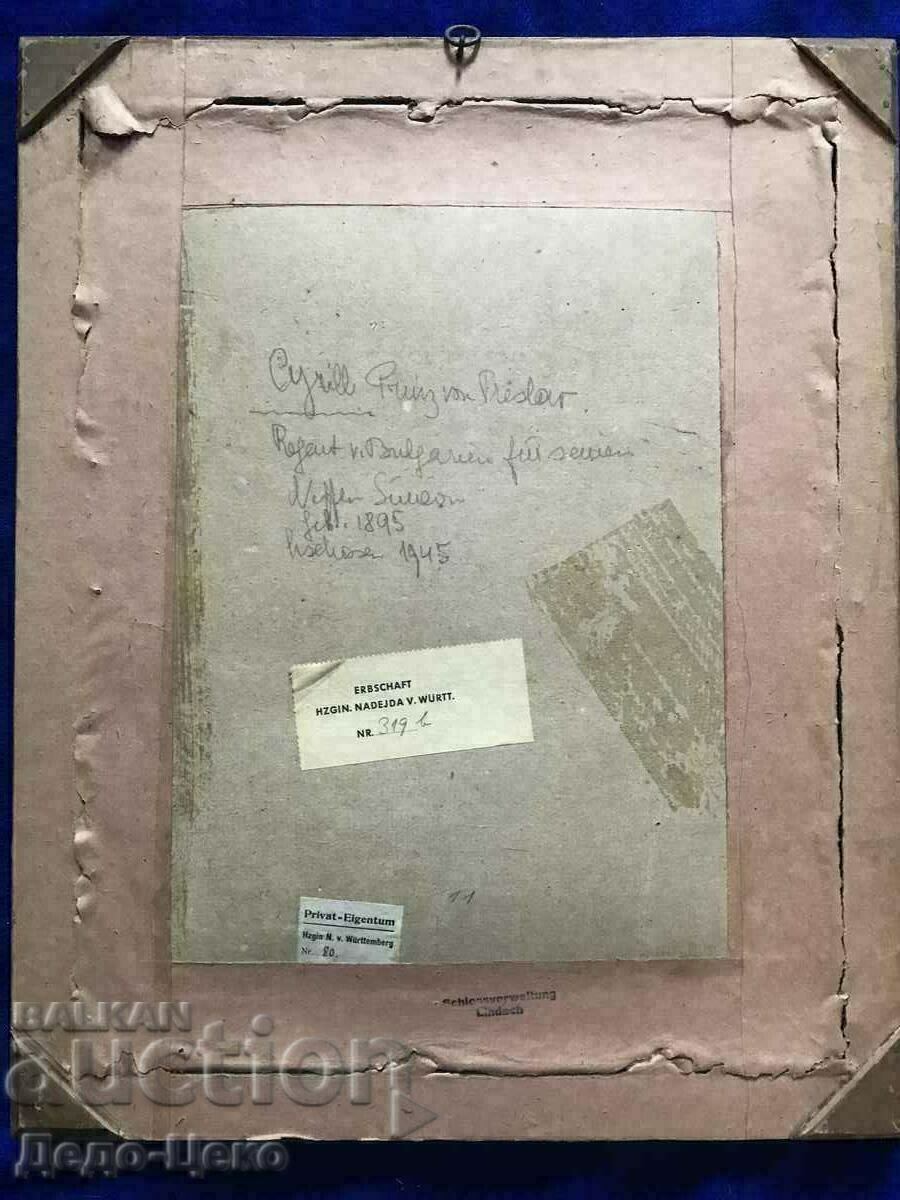 Cyrill Prinz von Preslav.
Regent v. Bulgarien für seinen
Neffen Simeon
geb. 1895
erschossen 1945
ERBSCHAFT
HZGIN. NADEJDA V. WÜRTT.
NR. 319 b
11
Privat-Eigentum
Hzgin N. v. Württemberg
Nr. 80.
Schlossverwaltung
Lindach
BALKAN
auction
Дедо-Цеко